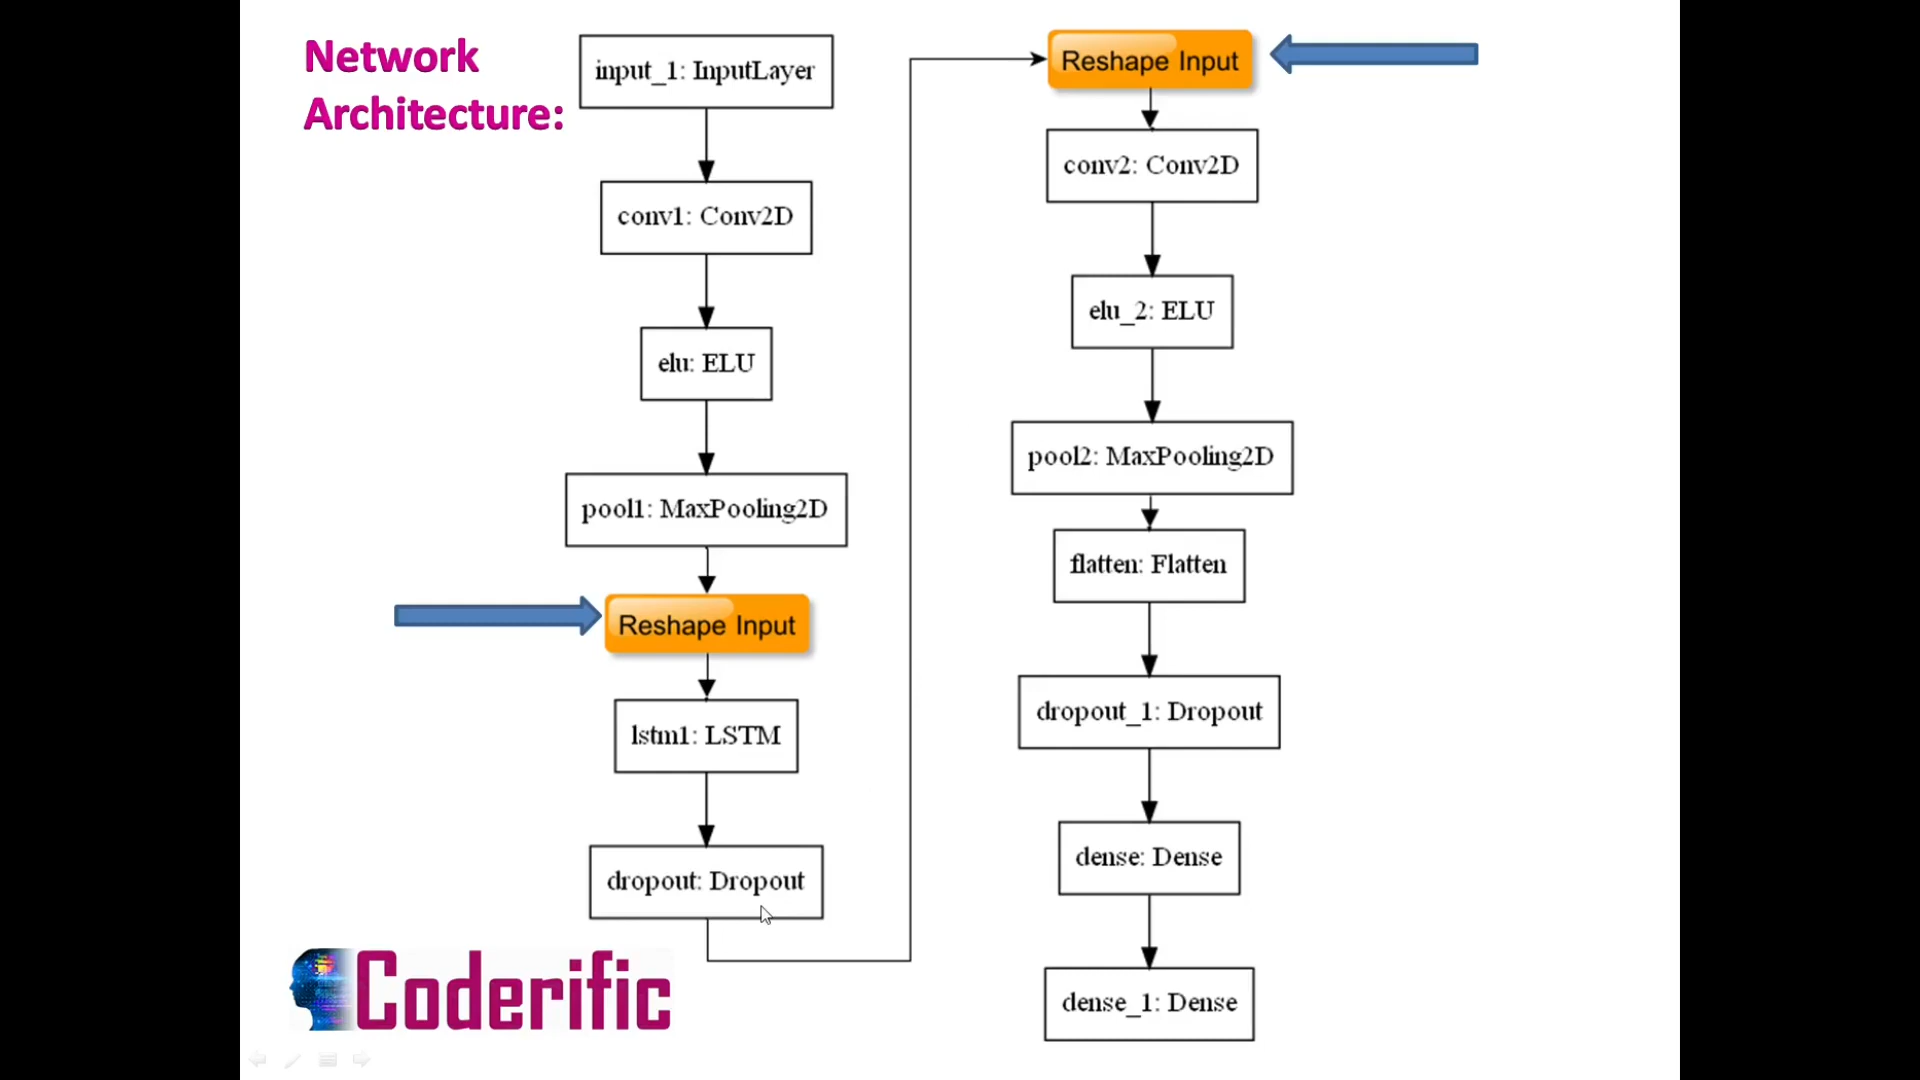 Network
Architecture:
input_1: InputLayer
conv1: Conv2D
elu: ELU
pool1: MaxPooling2D
Reshape Input
lstm1: LSTM
dropout: Dropout
Reshape Input
conv2: Conv2D
elu_2: ELU
pool2: MaxPooling2D
flatten: Flatten
dropout_1: Dropout
dense: Dense
dense_1: Dense
Coderific